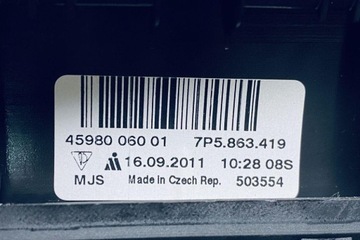 45980 060 01 7P5.863.419
16.09.2011 10:28 08S
MJS Made in Czech Rep. 503554